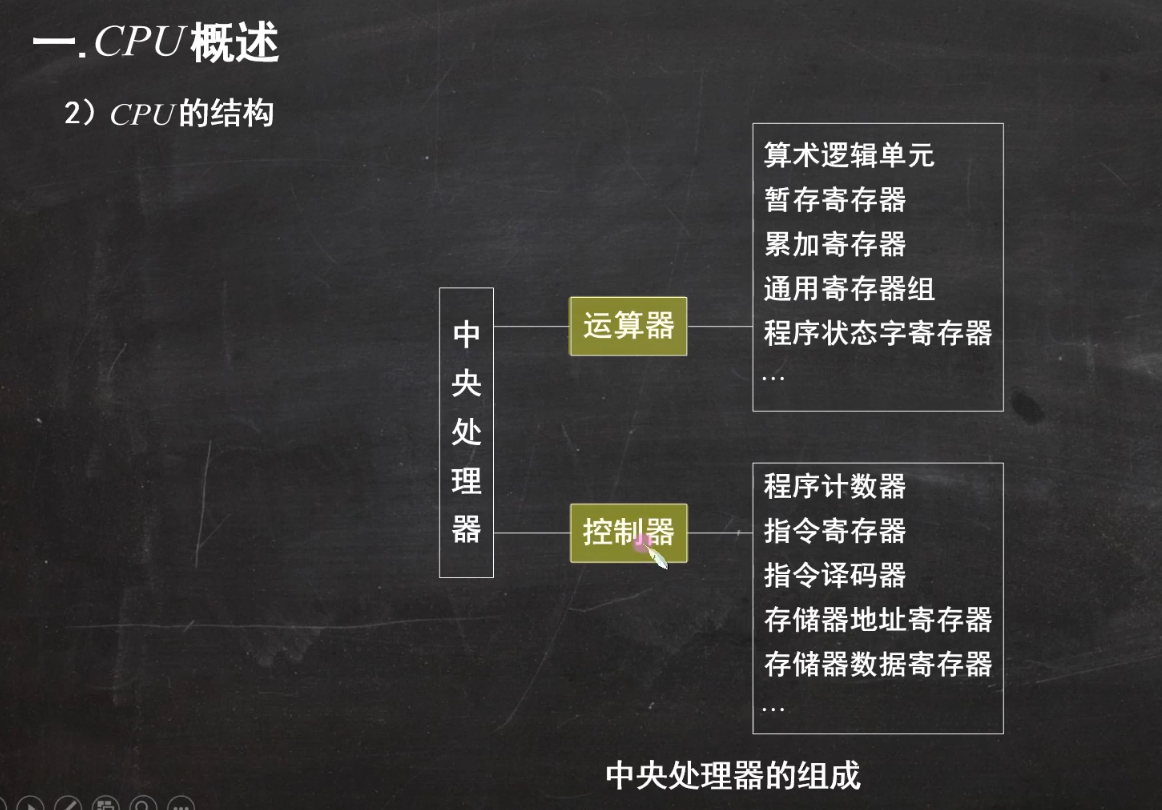 一.CPU概述
2）CPU的结构
中央处理器
运算器
算术逻辑单元
暂存寄存器
累加寄存器
通用寄存器组
程序状态字寄存器
…
控制器
程序计数器
指令寄存器
指令译码器
存储器地址寄存器
存储器数据寄存器
…
中央处理器的组成